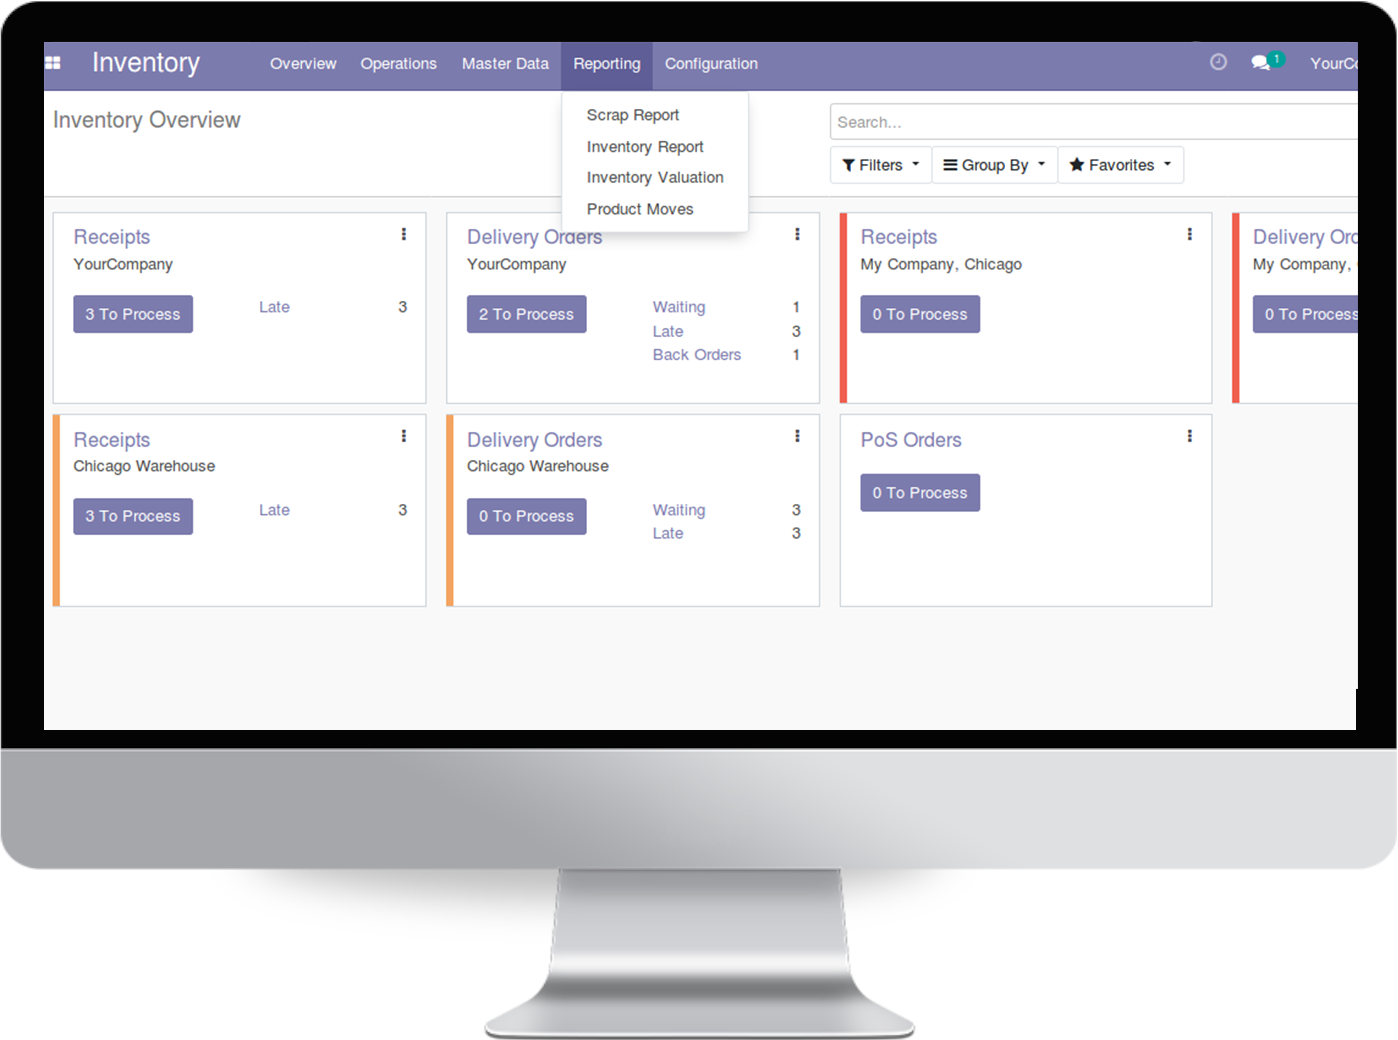 Inventory Overview Operations Master Data Reporting Configuration 1 YourCo
Inventory Overview
Scrap Report
Inventory Report
Inventory Valuation
Product Moves
Search...
Filters Group By Favorites
Receipts
YourCompany
3 To Process Late 3
Delivery Orders
YourCompany
2 To Process Waiting 1
Late 3
Back Orders 1
Receipts
My Company, Chicago
0 To Process
Delivery Ord
My Company,
0 To Process
Receipts
Chicago Warehouse
3 To Process Late 3
Delivery Orders
Chicago Warehouse
0 To Process Waiting 3
Late 3
PoS Orders
0 To Process